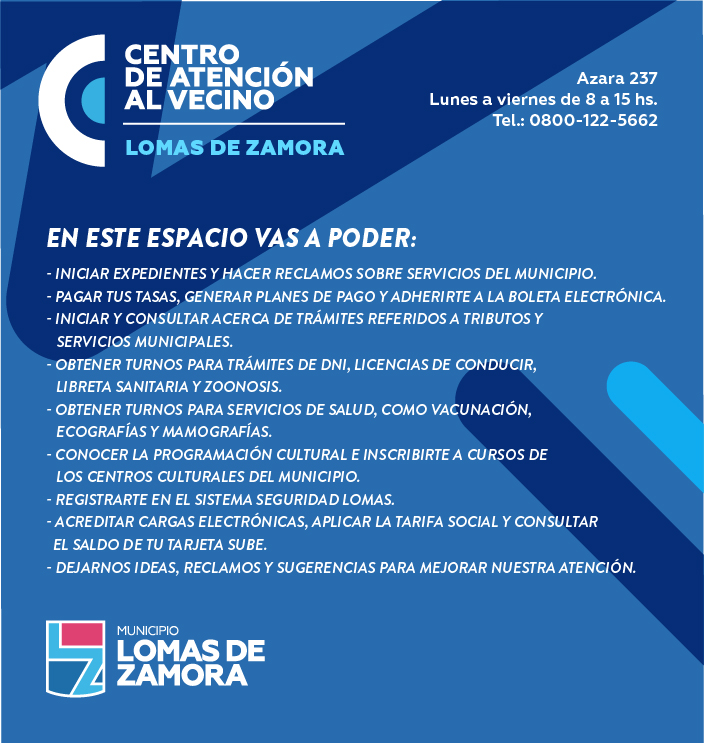 CENTRO
DE ATENCIÓN
AL VECINO
LOMAS DE ZAMORA
Azara 237
Lunes a viernes de 8 a 15 hs.
Tel.: 0800-122-5662
EN ESTE ESPACIO VAS A PODER:
- INICIAR EXPEDIENTES Y HACER RECLAMOS SOBRE SERVICIOS DEL MUNICIPIO.
- PAGAR TUS TASAS, GENERAR PLANES DE PAGO Y ADHERIRTE A LA BOLETA ELECTRÓNICA.
- INICIAR Y CONSULTAR ACERCA DE TRÁMITES REFERIDOS A TRIBUTOS Y
SERVICIOS MUNICIPALES.
- OBTENER TURNOS PARA TRÁMITES DE DNI, LICENCIAS DE CONDUCIR,
LIBRETA SANITARIA Y ZOONOSIS.
- OBTENER TURNOS PARA SERVICIOS DE SALUD, COMO VACUNACIÓN,
ECOGRAFÍAS Y MAMOGRAFÍAS.
- CONOCER LA PROGRAMACIÓN CULTURAL E INSCRIBIRTE A CURSOS DE
LOS CENTROS CULTURALES DEL MUNICIPIO.
- REGISTRARTE EN EL SISTEMA SEGURIDAD LOMAS.
- ACREDITAR CARGAS ELECTRÓNICAS, APLICAR LA TARIFA SOCIAL Y CONSULTAR
EL SALDO DE TU TARJETA SUBE.
- DEJARNOS IDEAS, RECLAMOS Y SUGERENCIAS PARA MEJORAR NUESTRA ATENCIÓN.
MUNICIPIO
LOMAS DE
ZAMORA